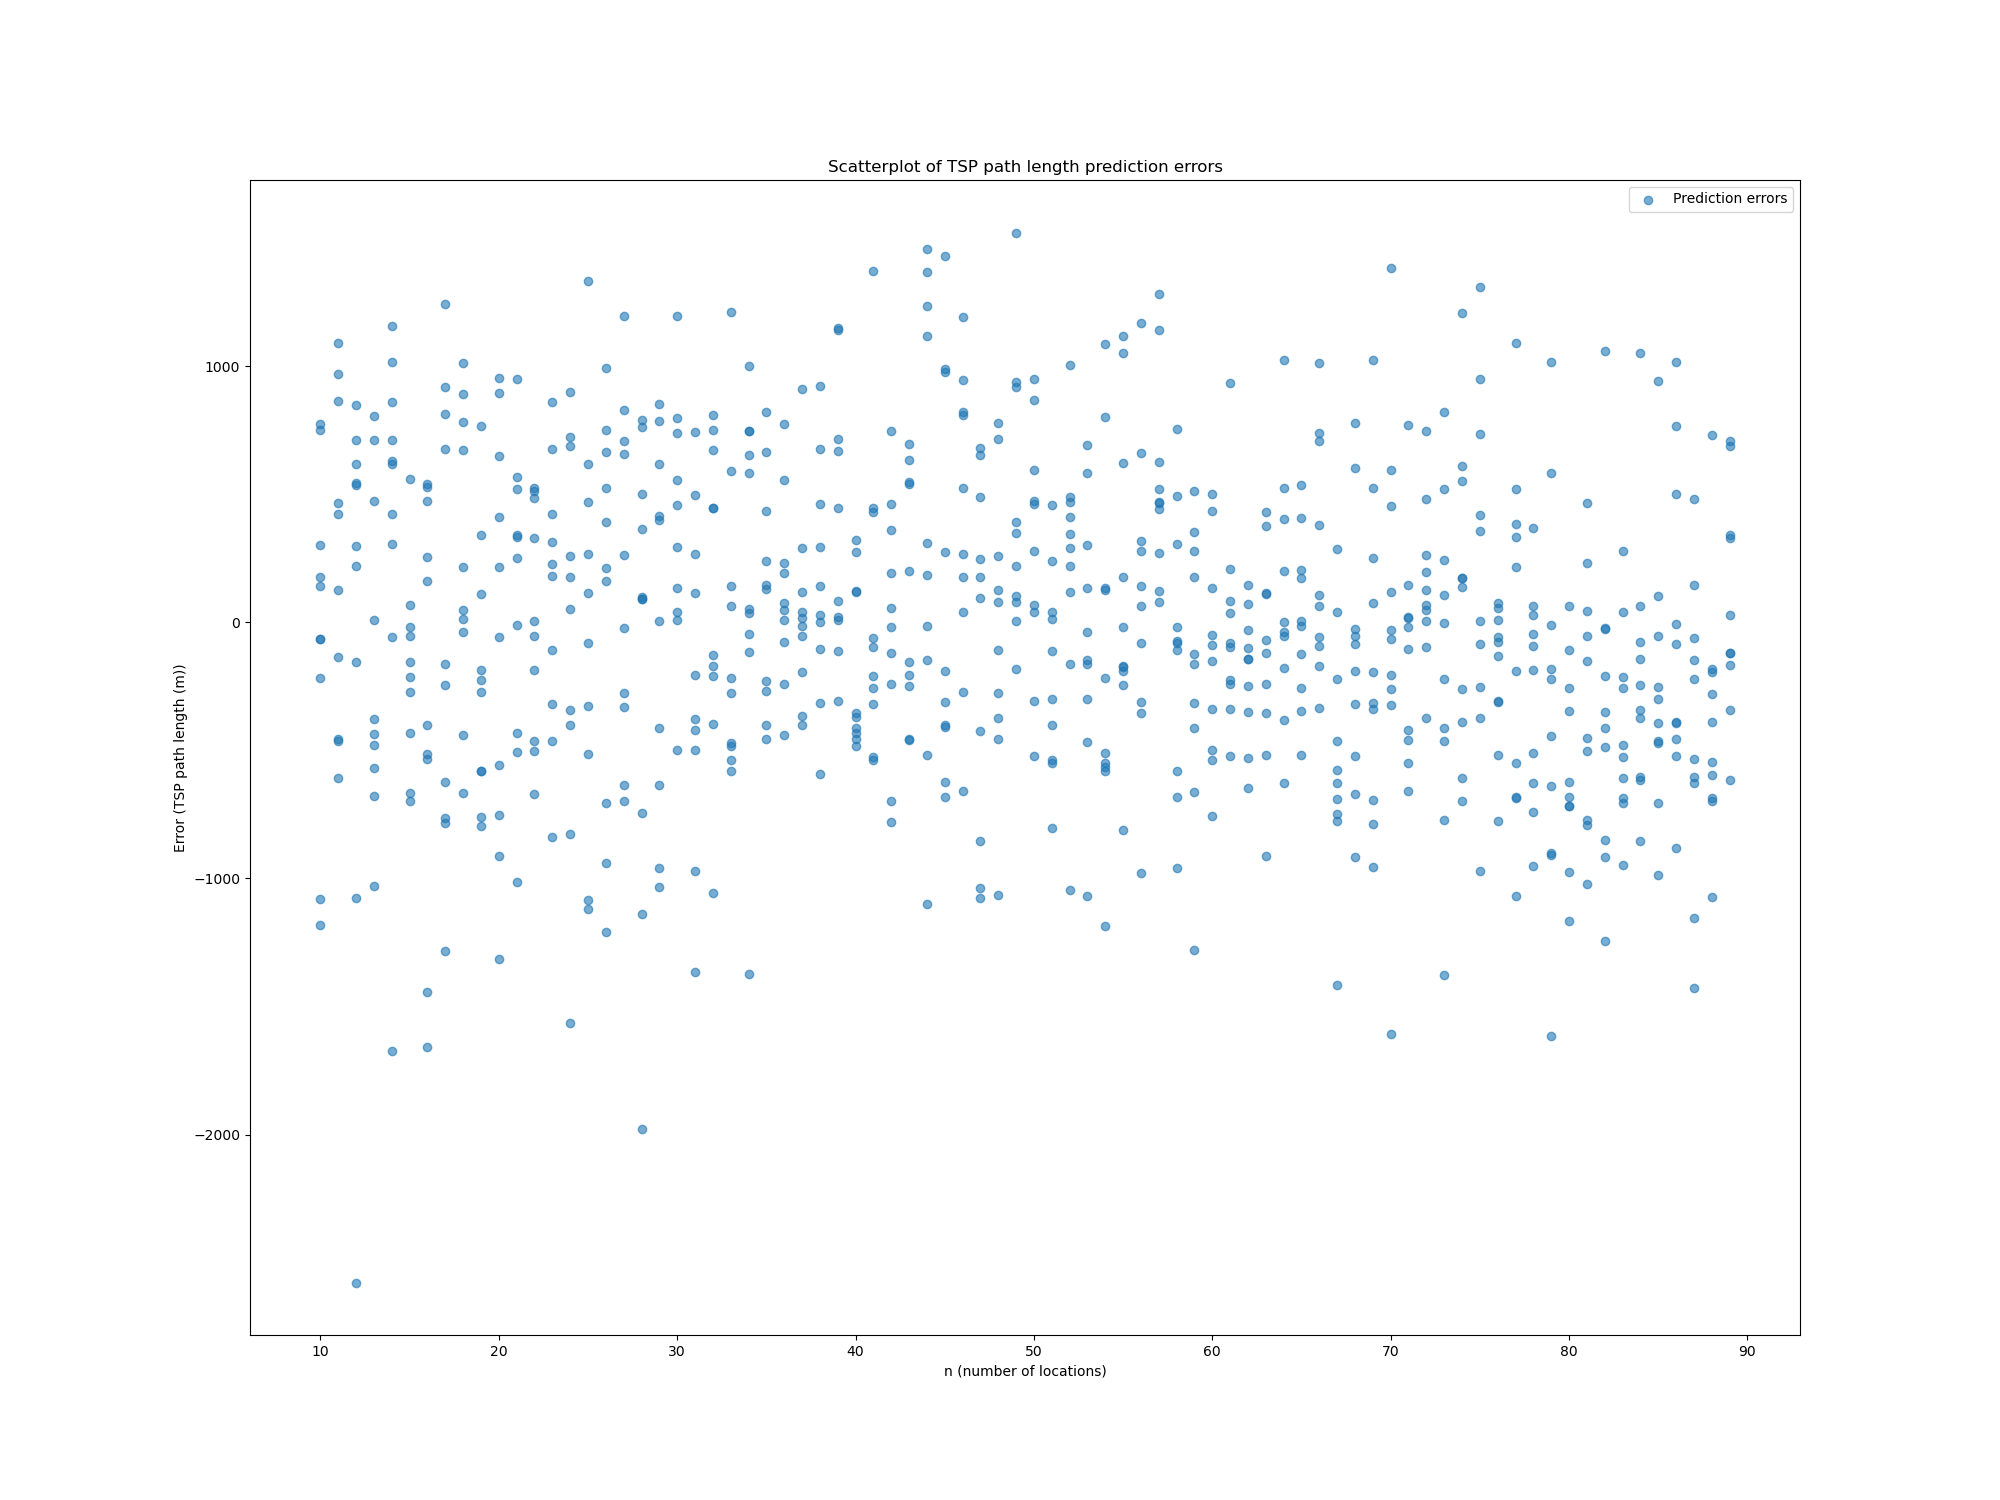 Scatterplot of TSP path length prediction errors
Prediction errors
1000
0
−1000
−2000
Error (TSP path length (m))
10 20 30 40 50 60 70 80 90
n (number of locations)